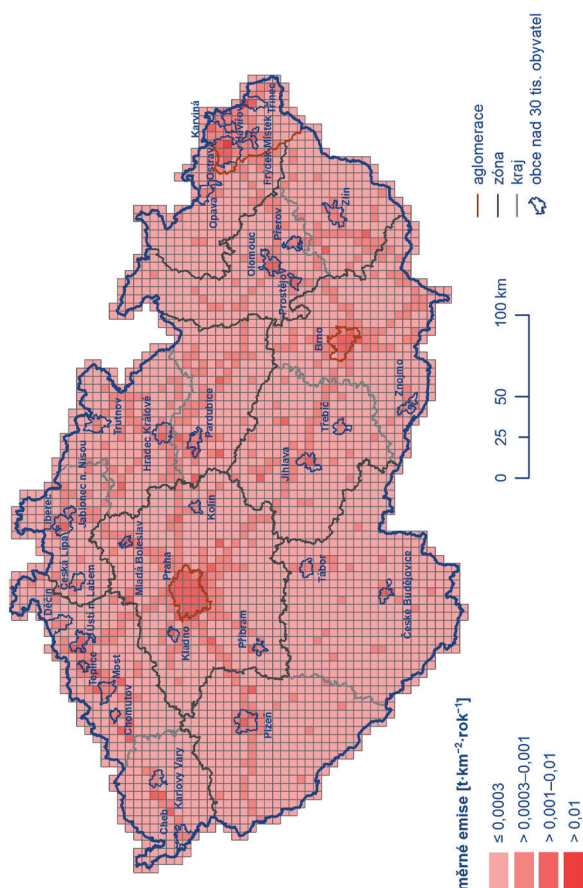 Děčín
Liberec
Jablonec n. Nisou
Česká Lípa
Ústí n. Labem
Teplice
Most
Chomutov
Trutnov
Mladá Boleslav
Hradec Králové
Cheb
Karlovy Vary
Kladno
Praha
Kolín
Pardubice
Plzeň
Příbram
Tábor
České Budějovice
Jihlava
Třebíč
Znojmo
Brno
Opava
Ostrava
Karviná
Havířov
Třinec
Frýdek Místek
Olomouc
Přerov
Prostějov
Zlín
měrné emise [t·km⁻²·rok⁻¹]
≤ 0,0003
> 0,0003–0,001
> 0,001–0,01
> 0,01
0 25 50 100 km
aglomerace
zóna
kraj
obce nad 30 tis. obyvatel